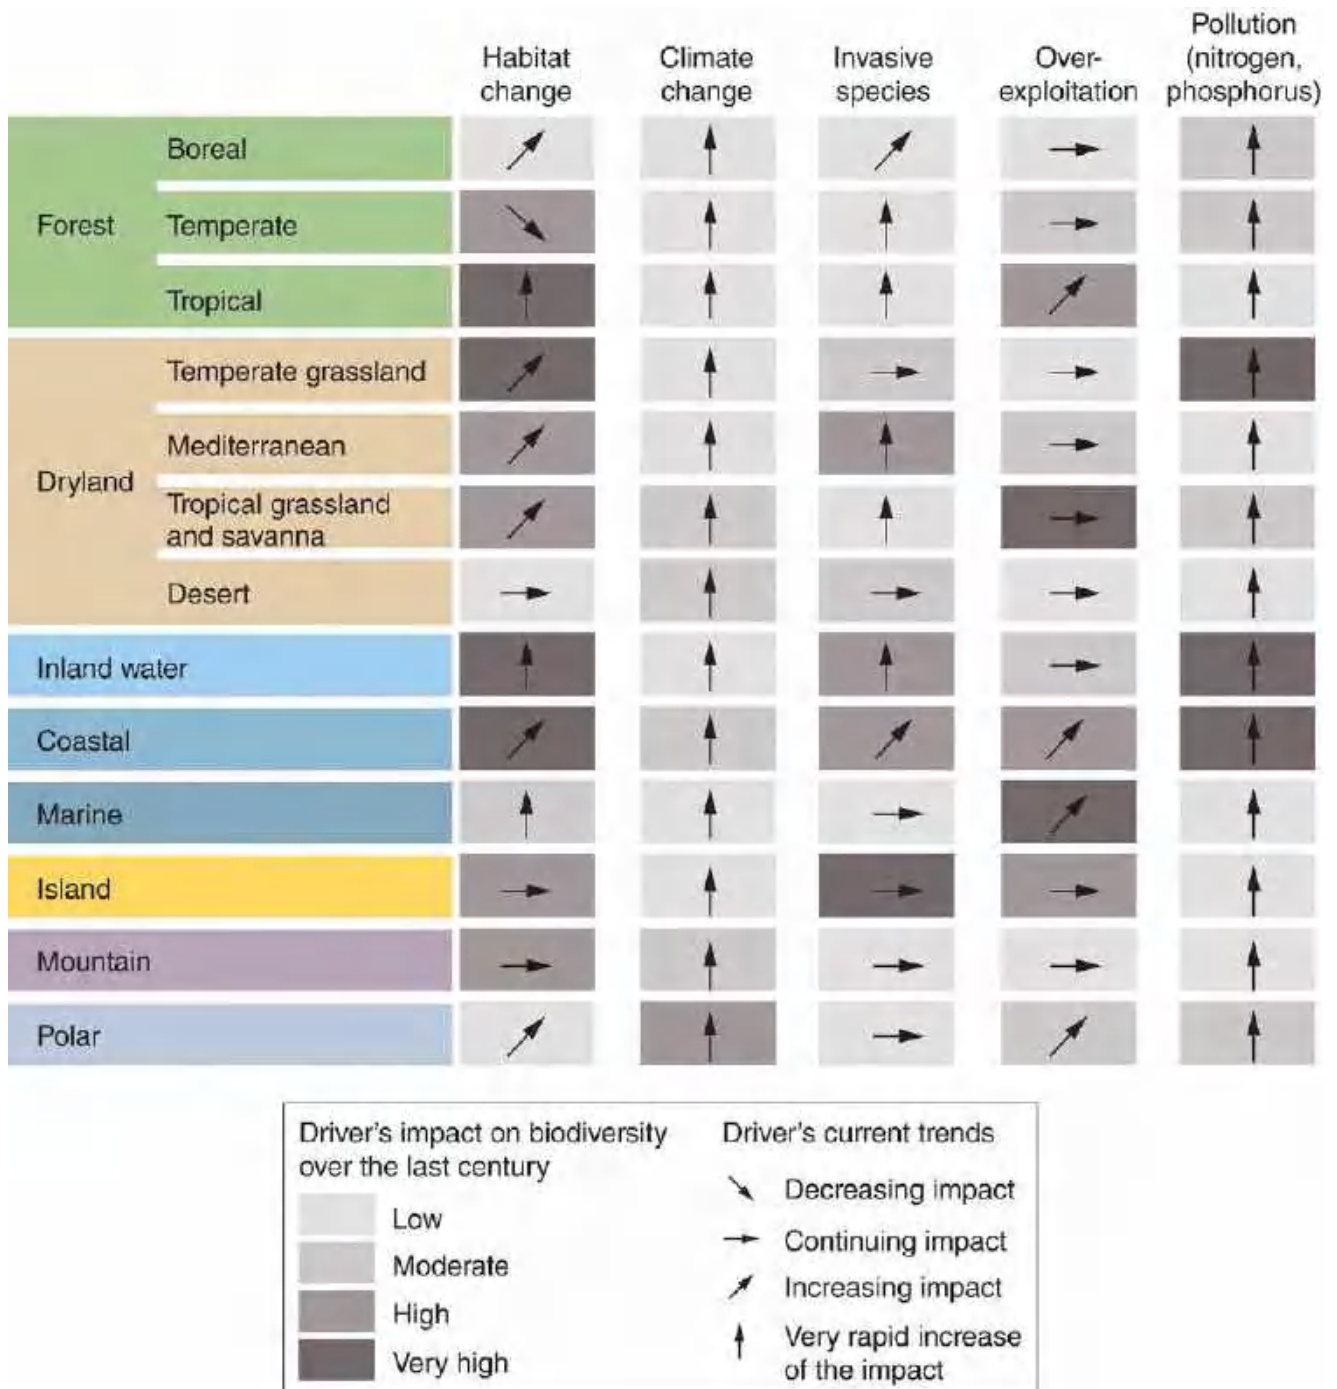 Habitat change
Climate change
Invasive species
Over-exploitation
Pollution (nitrogen, phosphorus)
Forest
Boreal
Temperate
Tropical
Dryland
Temperate grassland
Mediterranean
Tropical grassland
and savanna
Desert
Inland water
Coastal
Marine
Island
Mountain
Polar
Driver's impact on biodiversity
over the last century
Low
Moderate
High
Very high
Driver's current trends
Decreasing impact
Continuing impact
Increasing impact
Very rapid increase
of the impact